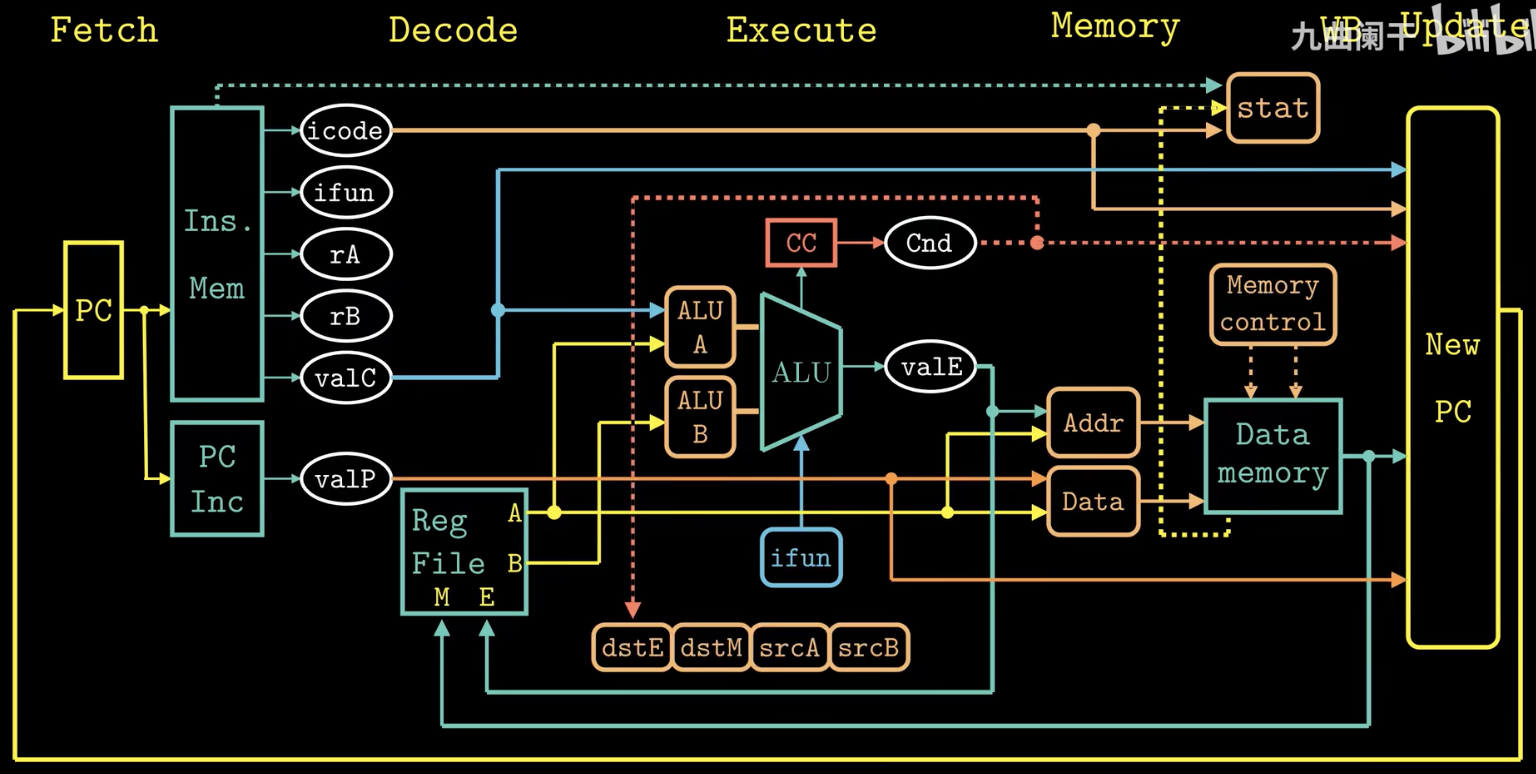 Fetch
Decode
Execute
Memory
WB
Update
九曲阑干
bilibili
stat
icode
ifun
rA
rB
valC
Ins.
Mem
PC
PC
Inc
valP
CC
Cnd
ALU
A
ALU
B
ALU
valE
ifun
Reg
File
A
B
M E
dstE
dstM
srcA
srcB
Memory
control
Addr
Data
Data
memory
New
PC